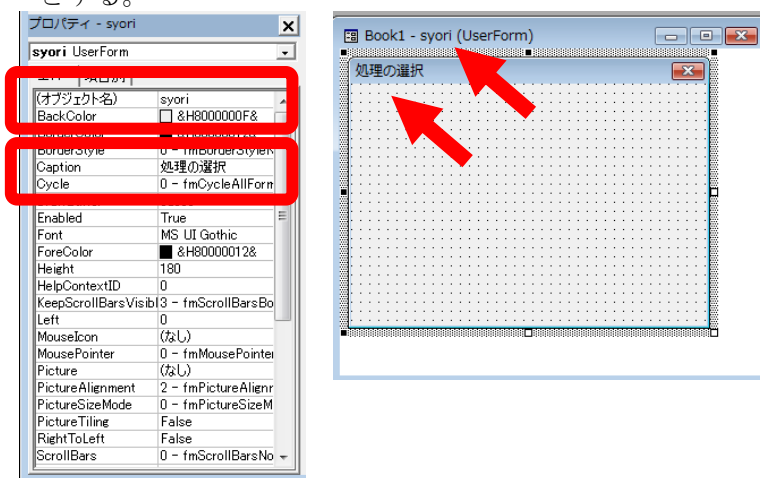 とする。
プロパティ - syori
syori UserForm
(オブジェクト名) syori
BackColor &H8000000F&
BorderStyle 0 - fmBorderStyleN
Caption 処理の選択
Cycle 0 - fmCycleAllForm
Enabled True
Font MS UI Gothic
ForeColor &H80000012&
Height 180
HelpContextID 0
KeepScrollBarsVisibl 3 - fmScrollBarsBo
Left 0
MouseIcon (なし)
MousePointer 0 - fmMousePointer
Picture (なし)
PictureAlignment 2 - fmPictureAlignr
PictureSizeMode 0 - fmPictureSizeM
PictureTiling False
RightToLeft False
ScrollBars 0 - fmScrollBarsNo
Book1 - syori (UserForm)
処理の選択